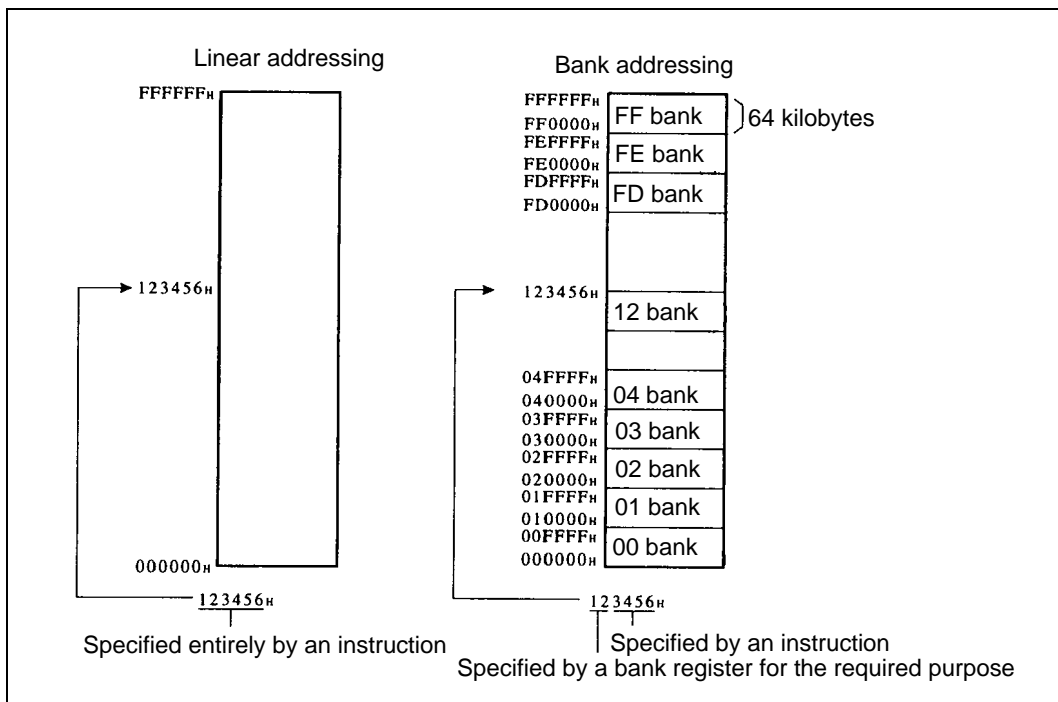 Linear addressing
FFFFFFH
123456H
000000H
123456H
Specified entirely by an instruction
Bank addressing
FFFFFFH
FF0000H
FEFFFFH
FE0000H
FDFFFFH
FD0000H
123456H
04FFFFH
040000H
03FFFFH
030000H
02FFFFH
020000H
01FFFFH
010000H
00FFFFH
000000H
FF bank
64 kilobytes
FE bank
FD bank
12 bank
04 bank
03 bank
02 bank
01 bank
00 bank
123456H
Specified by an instruction
Specified by a bank register for the required purpose